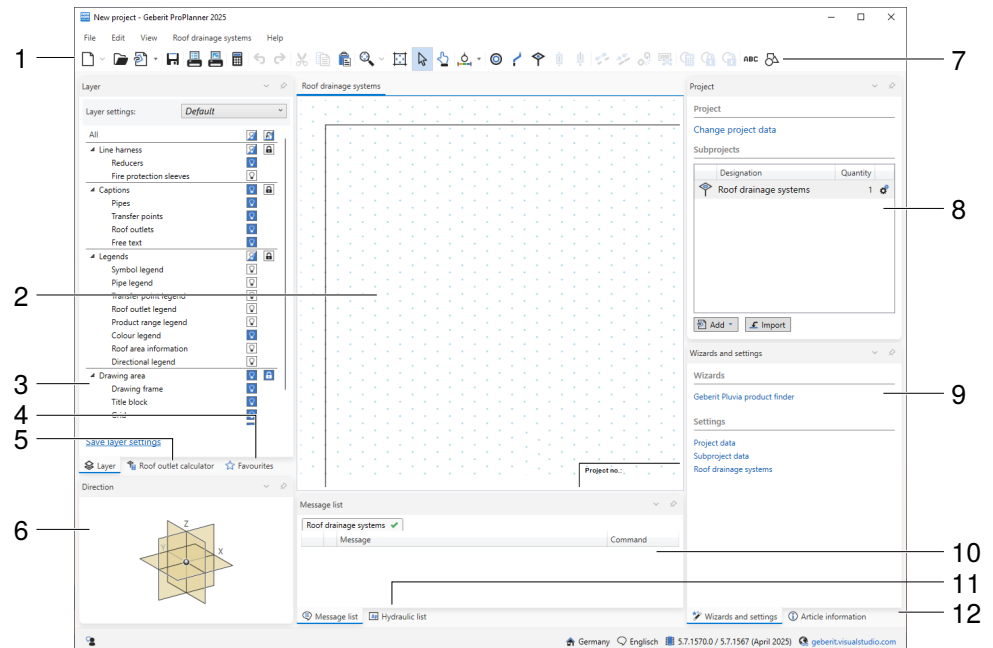 New project - Geberit ProPlanner 2025
File Edit View Roof drainage systems Help
1
ABC
7
Layer
Layer settings: Default
All
Line harness
Reducers
Fire protection sleeves
Captions
Pipes
Transfer points
Roof outlets
Free text
Legends
Symbol legend
Pipe legend
Transfer point legend
Roof outlet legend
Product range legend
Colour legend
Roof area information
Directional legend
Drawing area
Drawing frame
Title block
Grid
Save layer settings
Layer Roof outlet calculator Favourites
2
3
4
5
Direction
6
Z
Y
X
Roof drainage systems
Project no.:
Message list
Roof drainage systems
Message Command
Message list Hydraulic list
Project
Project
Change project data
Subprojects
Designation Quantity
Roof drainage systems 1
8
Add Import
Wizards and settings
Wizards
Geberit Pluvia product finder
9
Settings
Project data
Subproject data
Roof drainage systems
10
11
Wizards and settings Article information
12
Germany Englisch 5.7.1570.0 / 5.7.1567 (April 2025) geberit.visualstudio.com